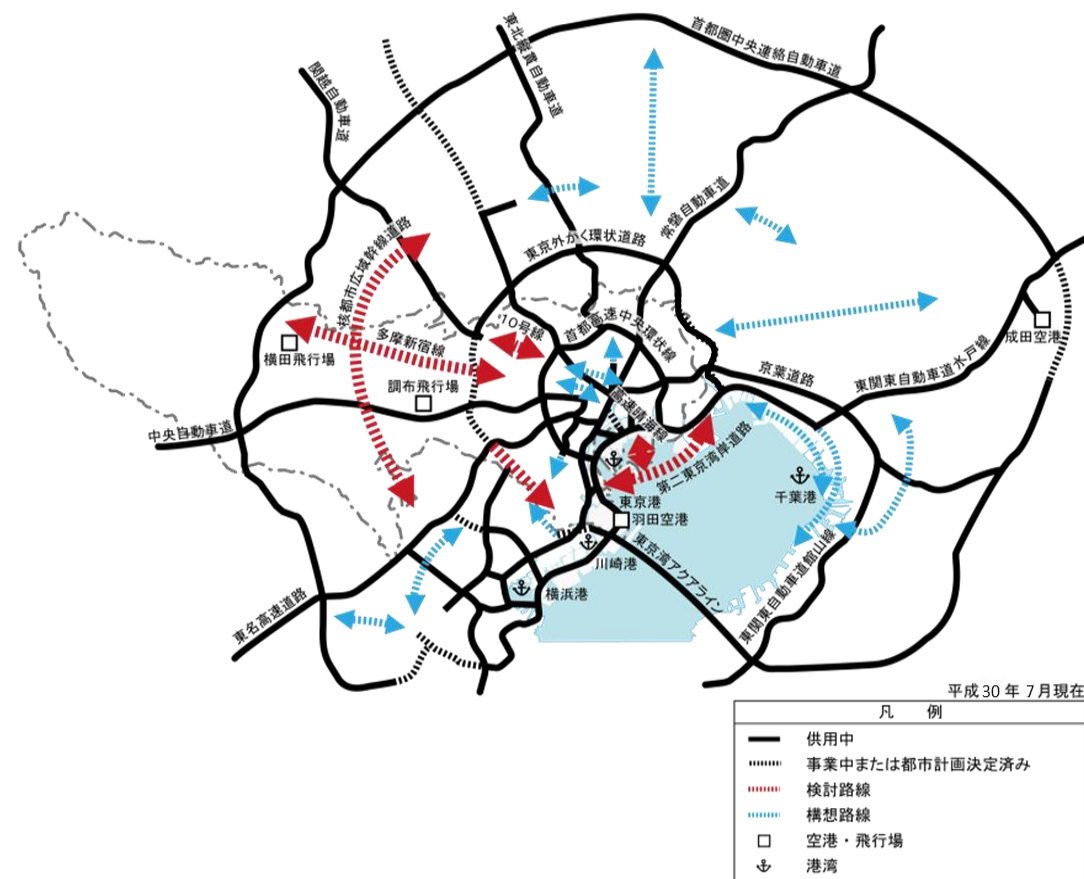 首都圏中央連絡自動車道
東北縦貫自動車道
関越自動車道
常磐自動車道
東京外かく環状道路
核都市広域幹線道路
10号線
首都高速中央環状線
多摩新宿線
横田飛行場
調布飛行場
成田空港
京葉道路
東関東自動車道水戸線
高速晴海線
中央自動車道
第二東京湾岸道路
千葉港
東京港
羽田空港
川崎港
東京湾アクアライン
横浜港
東関東自動車道館山線
東名高速道路
平成30年7月現在
凡 例
供用中
事業中または都市計画決定済み
検討路線
構想路線
空港・飛行場
港湾